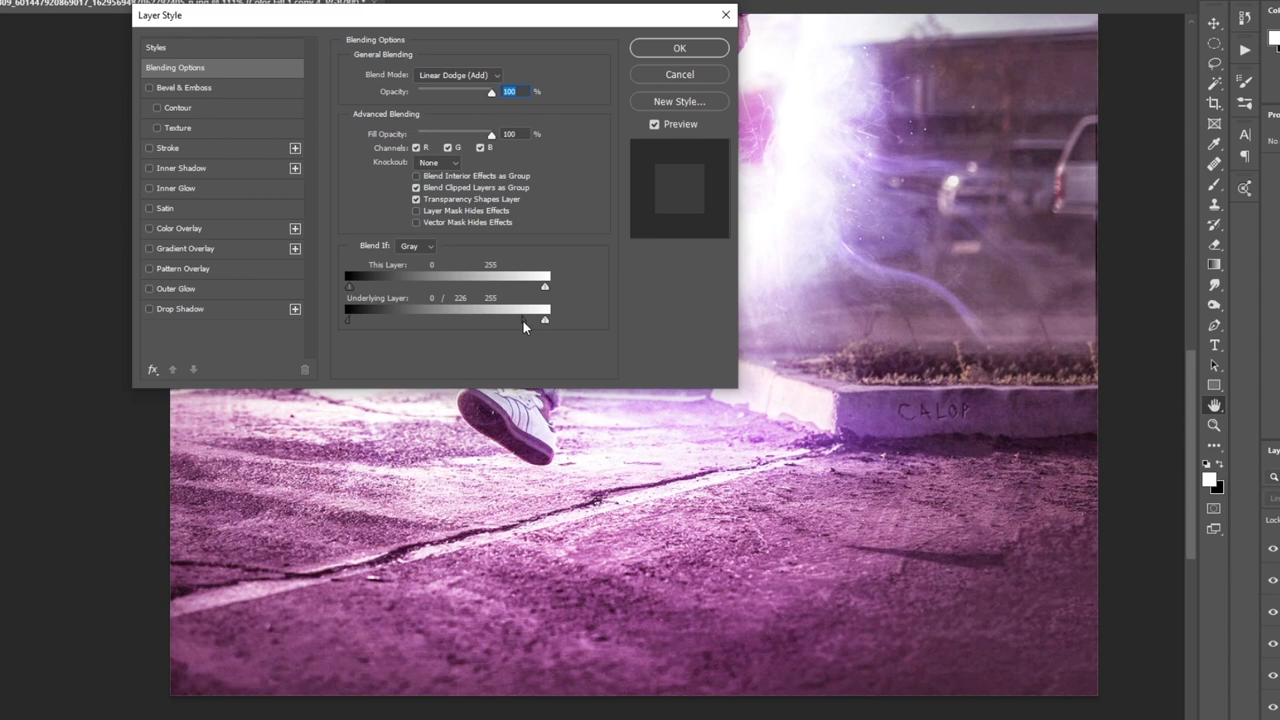 Layer Style
Styles
Blending Options
Bevel & Emboss
Contour
Texture
Stroke
Inner Shadow
Inner Glow
Satin
Color Overlay
Gradient Overlay
Pattern Overlay
Outer Glow
Drop Shadow
fx
Blending Options
General Blending
Blend Mode: Linear Dodge (Add)
Opacity: 100 %
Advanced Blending
Fill Opacity: 100 %
Channels: R G B
Knockout: None
Blend Interior Effects as Group
Blend Clipped Layers as Group
Transparency Shapes Layer
Layer Mask Hides Effects
Vector Mask Hides Effects
Blend If: Gray
This Layer: 0 255
Underlying Layer: 0 / 226 255
OK
Cancel
New Style...
Preview
CALOP
No